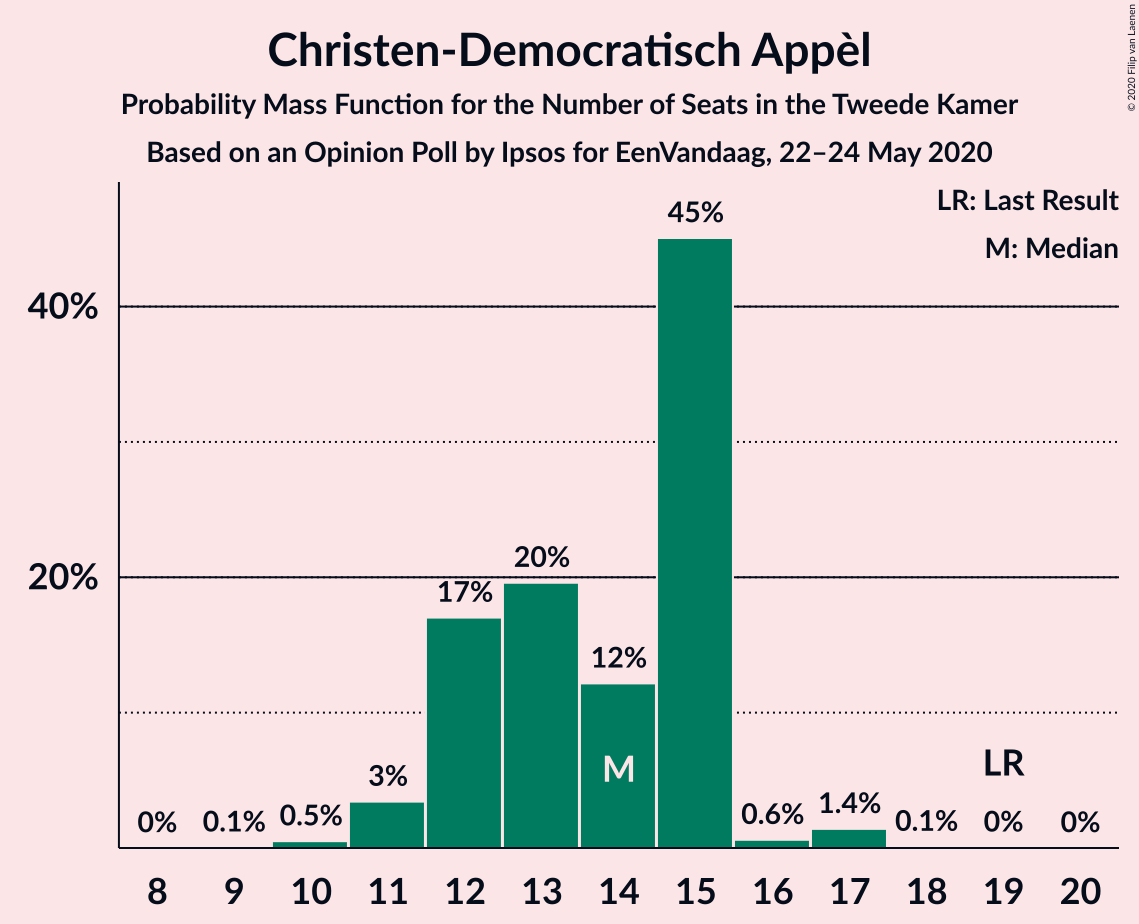 Christen-Democratisch Appèl
Probability Mass Function for the Number of Seats in the Tweede Kamer
Based on an Opinion Poll by Ipsos for EenVandaag, 22–24 May 2020
© 2020 Filip van Laenen
LR: Last Result
M: Median
45%
40%
20%
20%
17%
12%
M
LR
3%
0%
0.1%
0.5%
0.6%
1.4%
0.1%
0%
0%
8 9 10 11 12 13 14 15 16 17 18 19 20